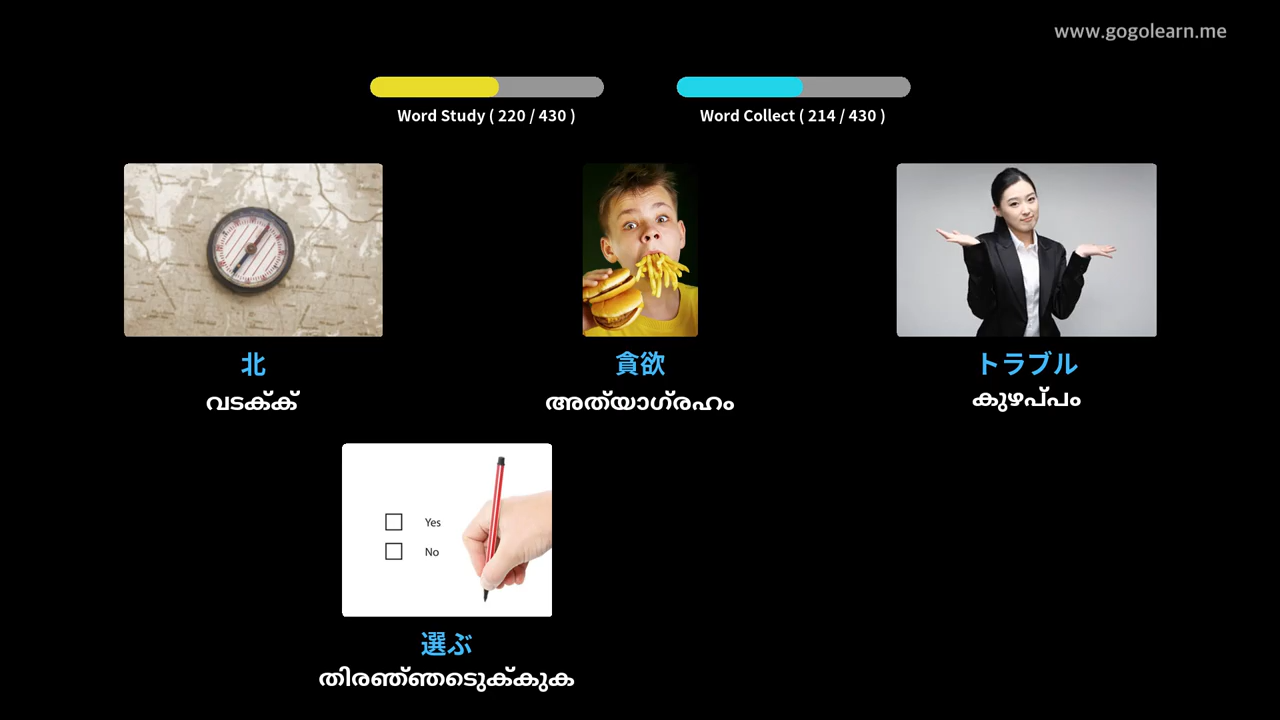 www.gogolearn.me
Word Study ( 220 / 430 )
Word Collect ( 214 / 430 )
北
貪欲
トラブル
വടക്ക്
അത്യാഗ്രഹം
കുഴപ്പം
Yes
No
選ぶ
തിരഞ്ഞെടുക്കുക